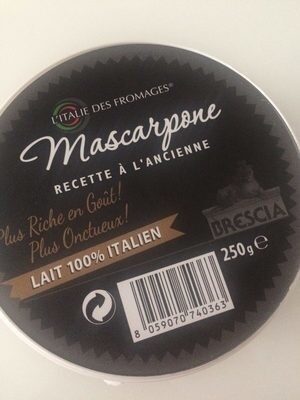 L'ITALIE DES FROMAGES®
Mascarpone
RECETTE À L'ANCIENNE
Plus Riche en Goût!
Plus Onctueux!
LAIT 100% ITALIEN
BRESCIA
250g ℮
8 059070 740363